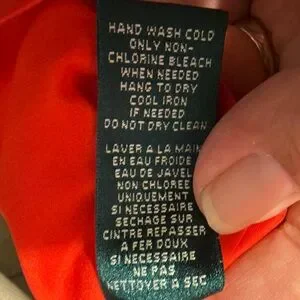 HAND WASH COLD
ONLY NON-
CHLORINE BLEACH
WHEN NEEDED
HANG TO DRY
COOL IRON
IF NEEDED
DO NOT DRY CLEAN
LAVER A LA MAIN
EN EAU FROIDE
EAU DE JAVEL
NON CHLOREE
UNIQUEMENT
SI NECESSAIRE
SECHAGE SUR
CINTRE REPASSER
A FER DOUX
SI NECESSAIRE
NE PAS
NETTOYER A SEC